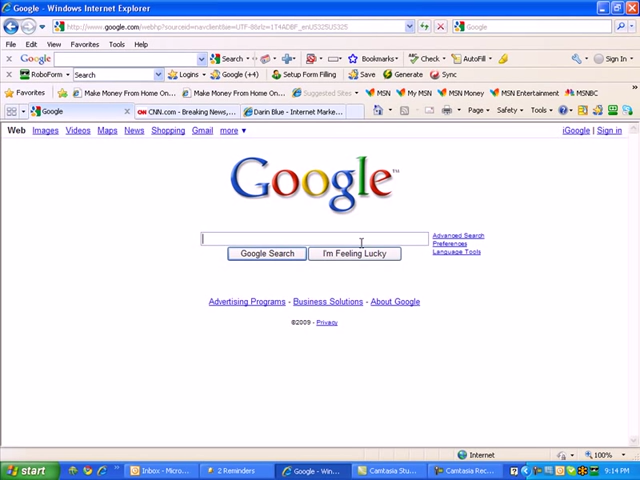 Google - Windows Internet Explorer
http://www.google.com/webhp?sourceid=navclient&ie=UTF-8&rlz=1T4ADBF_enUS325US325
Google
File Edit View Favorites Tools Help
Google Search Bookmarks Check AutoFill Sign In
RoboForm Search Logins Google (+4) Setup Form Filling Save Generate Sync
Favorites Make Money From Home On... Make Money From Home On... Suggested Sites MSN My MSN MSN Money MSN Entertainment MSNBC
Google CNN.com - Breaking News,... Darin Blue - Internet Marke... Page Safety Tools
Web Images Videos Maps News Shopping Gmail more ▼ iGoogle | Sign in
Google™
Advanced Search
Preferences
Language Tools
Google Search I'm Feeling Lucky
Advertising Programs - Business Solutions - About Google
©2009 - Privacy
Internet 100%
start Inbox - Micro... 2 Reminders Google - Win... Camtasia Stu... Camtasia Rec... 9:14 PM